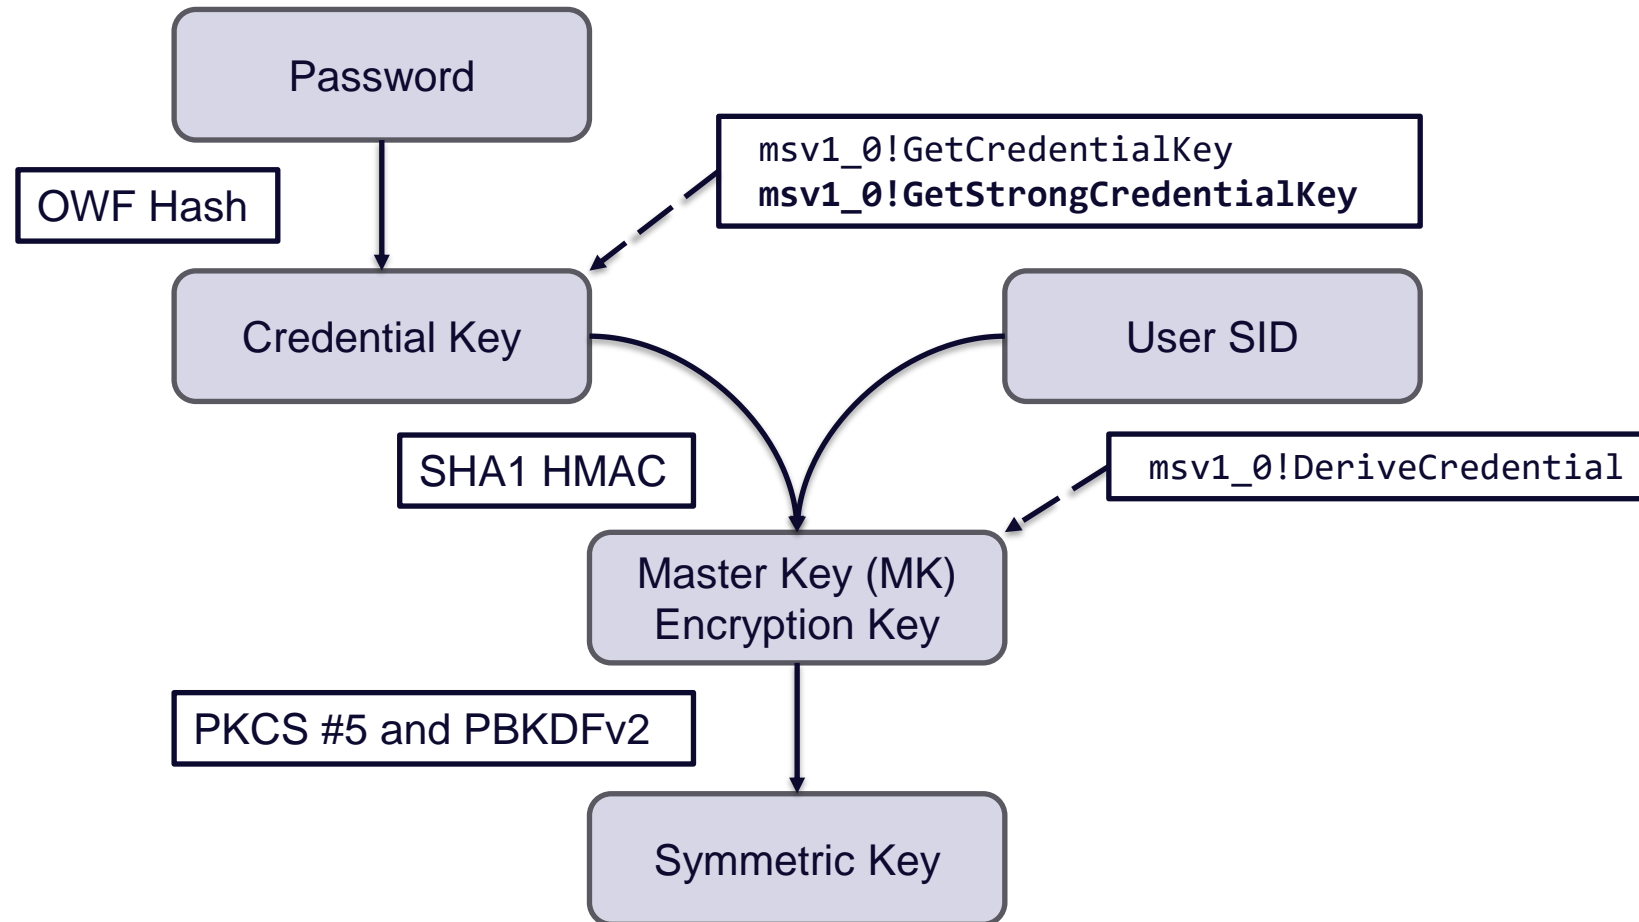 Password
msv1_0!GetCredentialKey
msv1_0!GetStrongCredentialKey
OWF Hash
Credential Key
User SID
SHA1 HMAC
msv1_0!DeriveCredential
Master Key (MK)
Encryption Key
PKCS #5 and PBKDFv2
Symmetric Key